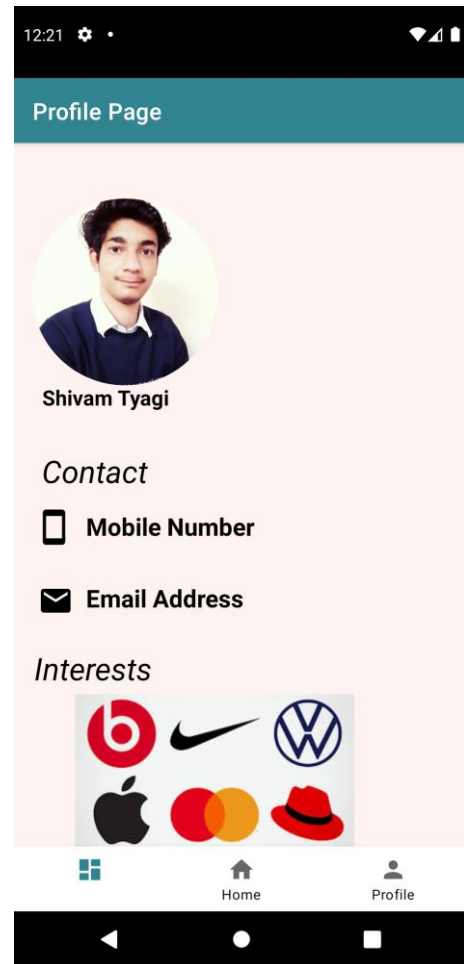 12:21
Profile Page
Shivam Tyagi
Contact
Mobile Number
Email Address
Interests
Home
Profile